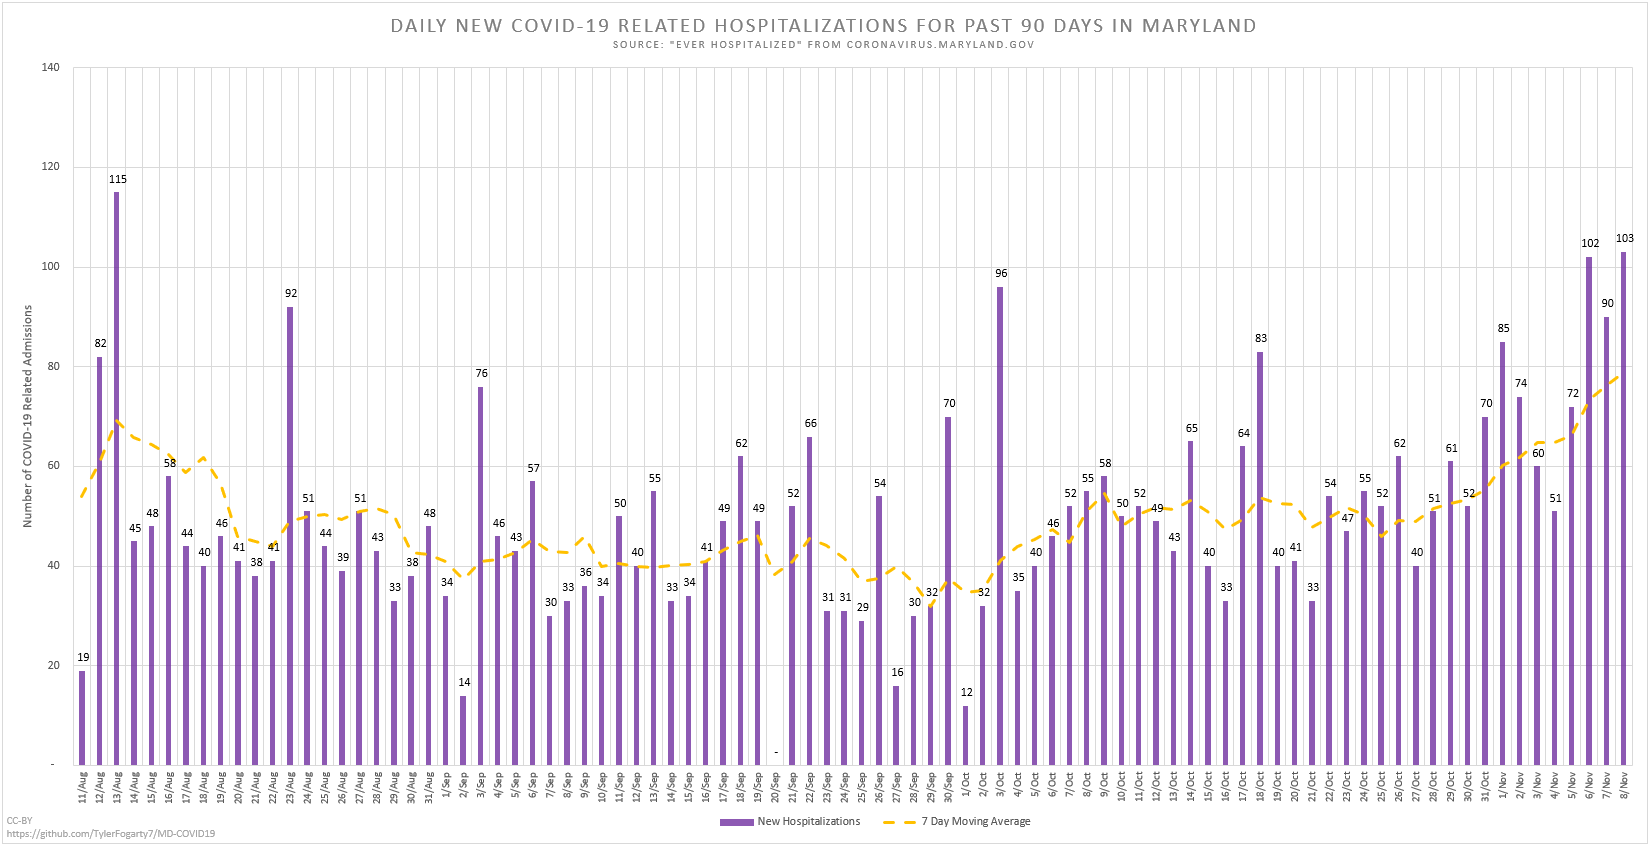 DAILY NEW COVID-19 RELATED HOSPITALIZATIONS FOR PAST 90 DAYS IN MARYLAND
SOURCE: "EVER HOSPITALIZED" FROM CORONAVIRUS.MARYLAND.GOV
Number of COVID-19 Related Admissions
140
120
100
80
60
40
20
-
19 82 115 45 48 58 44 40 46 41 38 41 92 51 44 39 51 43 33 38 48 34 14 76 46 43 57 30 33 36 34 50 40 55 33 34 41 49 62 49 - 52 66 31 31 29 54 16 30 32 70 12 32 96 35 40 46 52 55 58 50 52 49 43 65 40 33 64 83 40 41 33 54 47 55 52 62 40 51 61 52 70 85 74 60 51 72 102 90 103
11/Aug 12/Aug 13/Aug 14/Aug 15/Aug 16/Aug 17/Aug 18/Aug 19/Aug 20/Aug 21/Aug 22/Aug 23/Aug 24/Aug 25/Aug 26/Aug 27/Aug 28/Aug 29/Aug 30/Aug 31/Aug 1/Sep 2/Sep 3/Sep 4/Sep 5/Sep 6/Sep 7/Sep 8/Sep 9/Sep 10/Sep 11/Sep 12/Sep 13/Sep 14/Sep 15/Sep 16/Sep 17/Sep 18/Sep 19/Sep 20/Sep 21/Sep 22/Sep 23/Sep 24/Sep 25/Sep 26/Sep 27/Sep 28/Sep 29/Sep 30/Sep 1/Oct 2/Oct 3/Oct 4/Oct 5/Oct 6/Oct 7/Oct 8/Oct 9/Oct 10/Oct 11/Oct 12/Oct 13/Oct 14/Oct 15/Oct 16/Oct 17/Oct 18/Oct 19/Oct 20/Oct 21/Oct 22/Oct 23/Oct 24/Oct 25/Oct 26/Oct 27/Oct 28/Oct 29/Oct 30/Oct 31/Oct 1/Nov 2/Nov 3/Nov 4/Nov 5/Nov 6/Nov 7/Nov 8/Nov
New Hospitalizations 7 Day Moving Average
CC-BY
https://github.com/TylerFogarty7/MD-COVID19